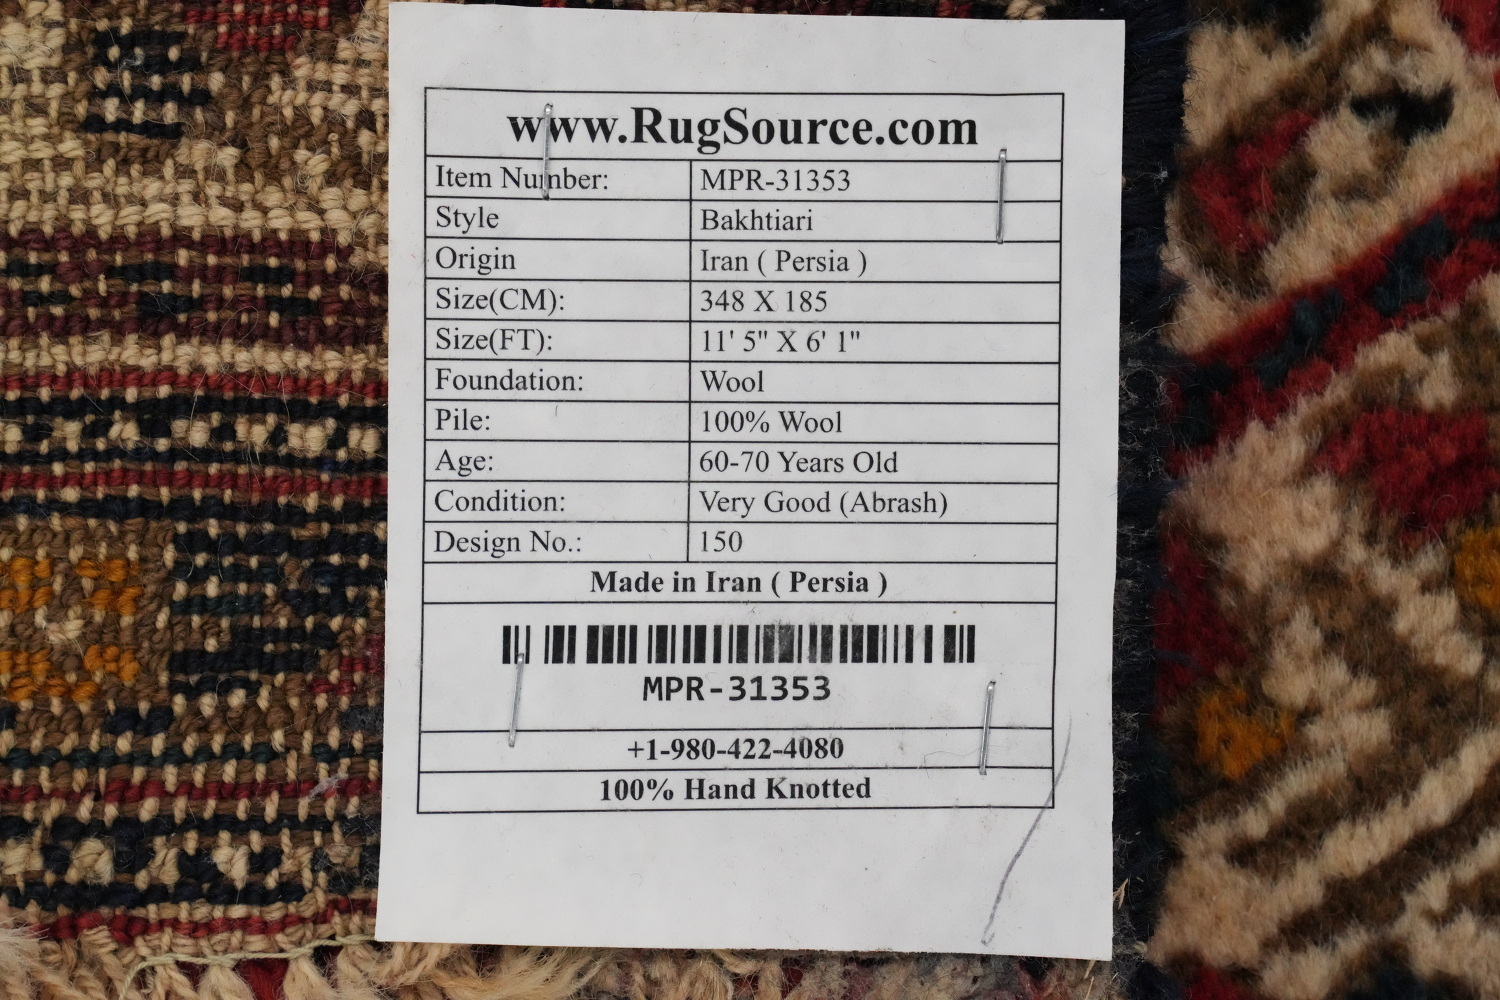 www.RugSource.com
Item Number: MPR-31353
Style Bakhtiari
Origin Iran ( Persia )
Size(CM): 348 X 185
Size(FT): 11' 5" X 6' 1"
Foundation: Wool
Pile: 100% Wool
Age: 60-70 Years Old
Condition: Very Good (Abrash)
Design No.: 150
Made in Iran ( Persia )
MPR-31353
+1-980-422-4080
100% Hand Knotted